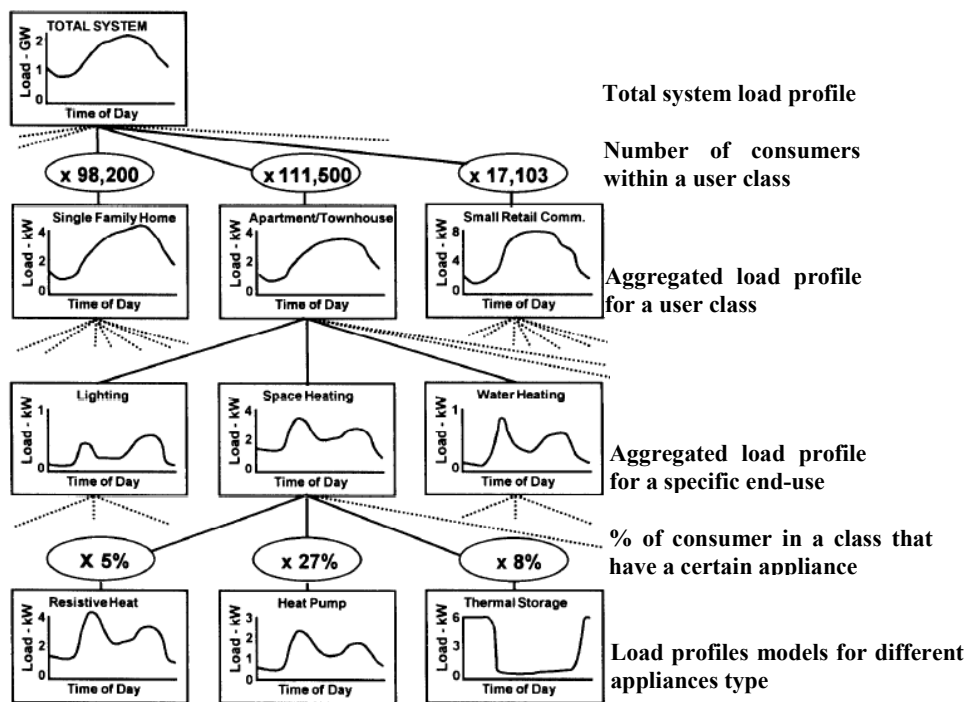 TOTAL SYSTEM
Load - GW
2
1
0
Time of Day
Total system load profile
Number of consumers
within a user class
x 98,200
x 111,500
x 17,103
Single Family Home
Load - kW
4
2
0
Time of Day
Apartment/Townhouse
Load - kW
4
2
0
Time of Day
Small Retail Comm.
Load - kW
8
4
0
Time of Day
Aggregated load profile
for a user class
Lighting
Load - kW
1
0
Time of Day
Space Heating
Load - kW
4
2
0
Time of Day
Water Heating
Load - kW
1
0
Time of Day
Aggregated load profile
for a specific end-use
% of consumer in a class that
have a certain appliance
X 5%
x 27%
x 8%
Resistive Heat
Load - kW
4
2
0
Time of Day
Heat Pump
Load - kW
3
2
1
0
Time of Day
Thermal Storage
Load - kW
6
3
0
Time of Day
Load profiles models for different
appliances type